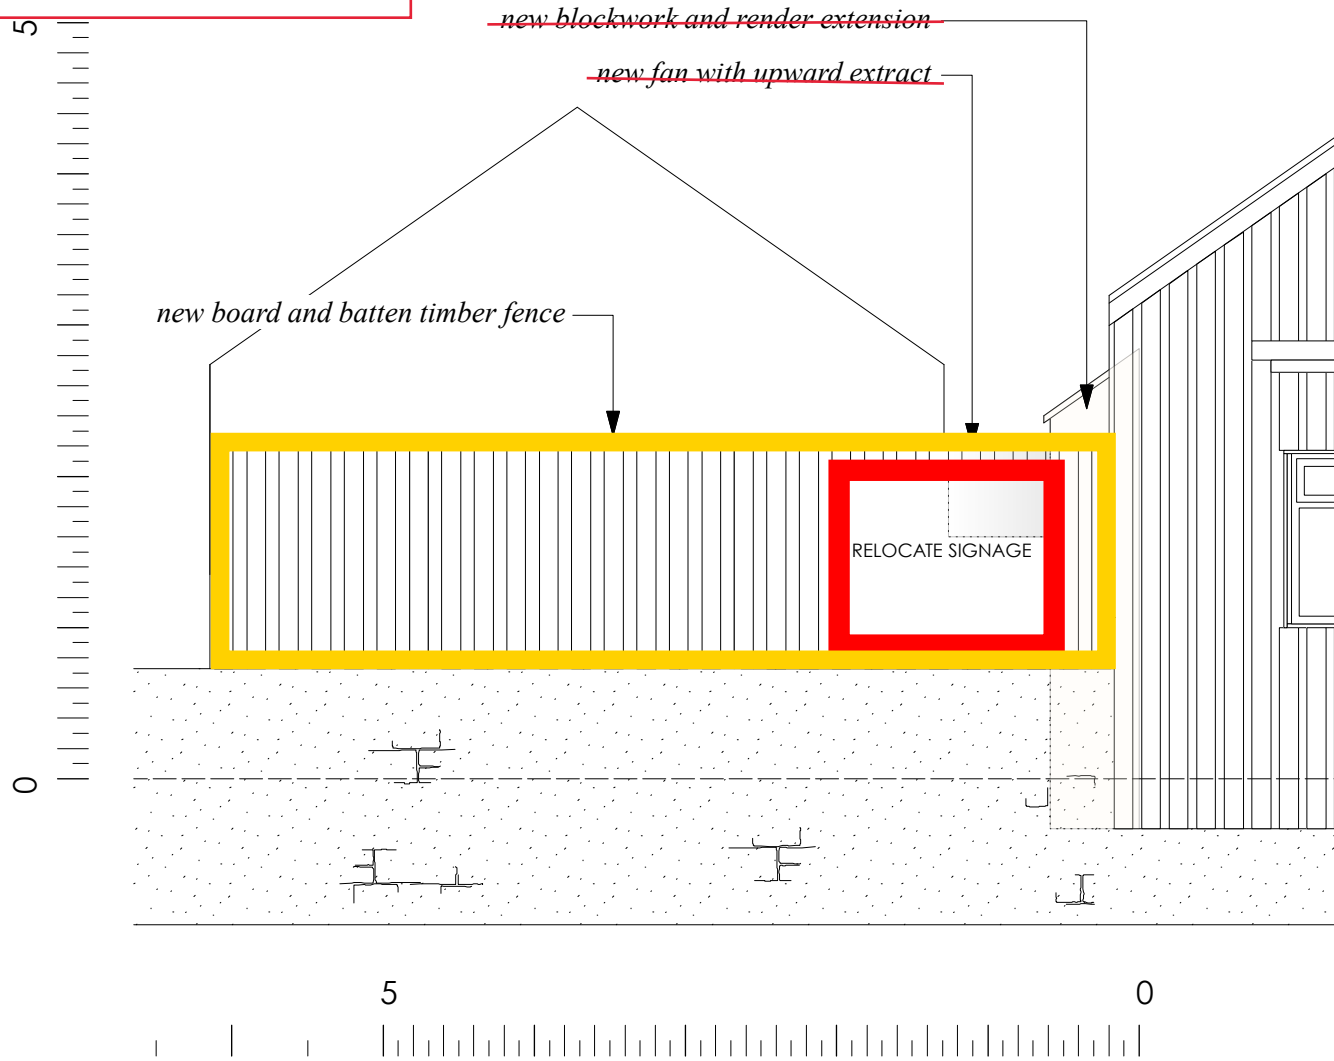 5
new blockwork and render extension
new fan with upward extract
new board and batten timber fence
RELOCATE SIGNAGE
0
5
0